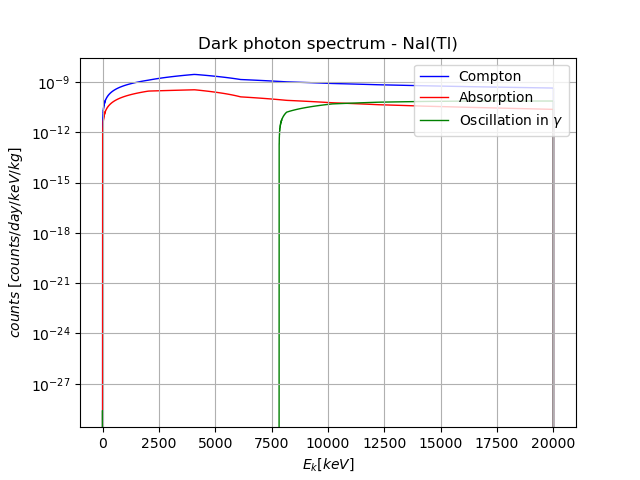 Dark photon spectrum - NaI(Tl)
Compton
Absorption
Oscillation in γ
10⁻⁹
10⁻¹²
10⁻¹⁵
10⁻¹⁸
10⁻²¹
10⁻²⁴
10⁻²⁷
counts [counts/day/keV/kg]
0 2500 5000 7500 10000 12500 15000 17500 20000
Eₖ[keV]